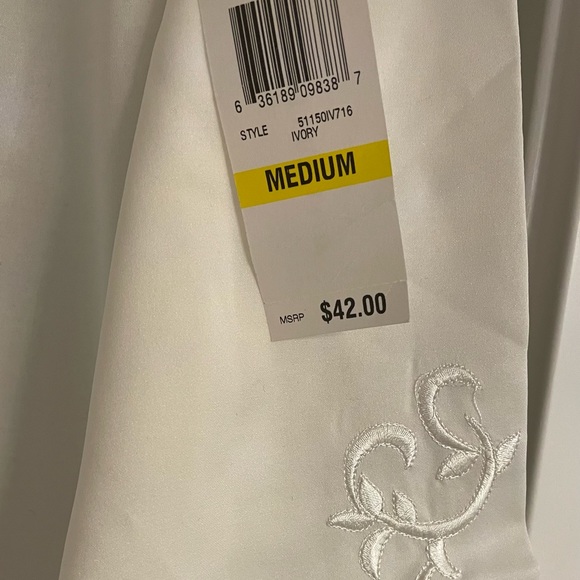 6 36189 09838 7
STYLE 51150IV716
IVORY
MEDIUM
MSRP $42.00